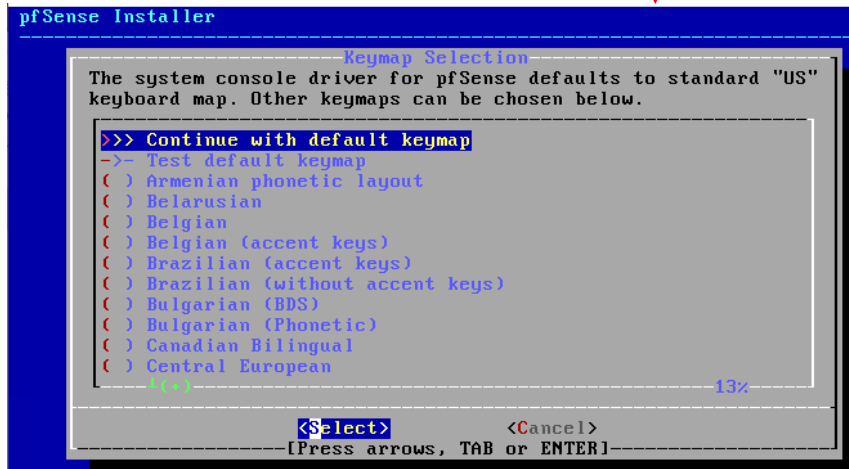 pfSense Installer
Keymap Selection
The system console driver for pfSense defaults to standard "US"
keyboard map. Other keymaps can be chosen below.
>>> Continue with default keymap
->- Test default keymap
( ) Armenian phonetic layout
( ) Belarusian
( ) Belgian
( ) Belgian (accent keys)
( ) Brazilian (accent keys)
( ) Brazilian (without accent keys)
( ) Bulgarian (BDS)
( ) Bulgarian (Phonetic)
( ) Canadian Bilingual
( ) Central European
(+) 13%
<Select> <Cancel>
[Press arrows, TAB or ENTER]